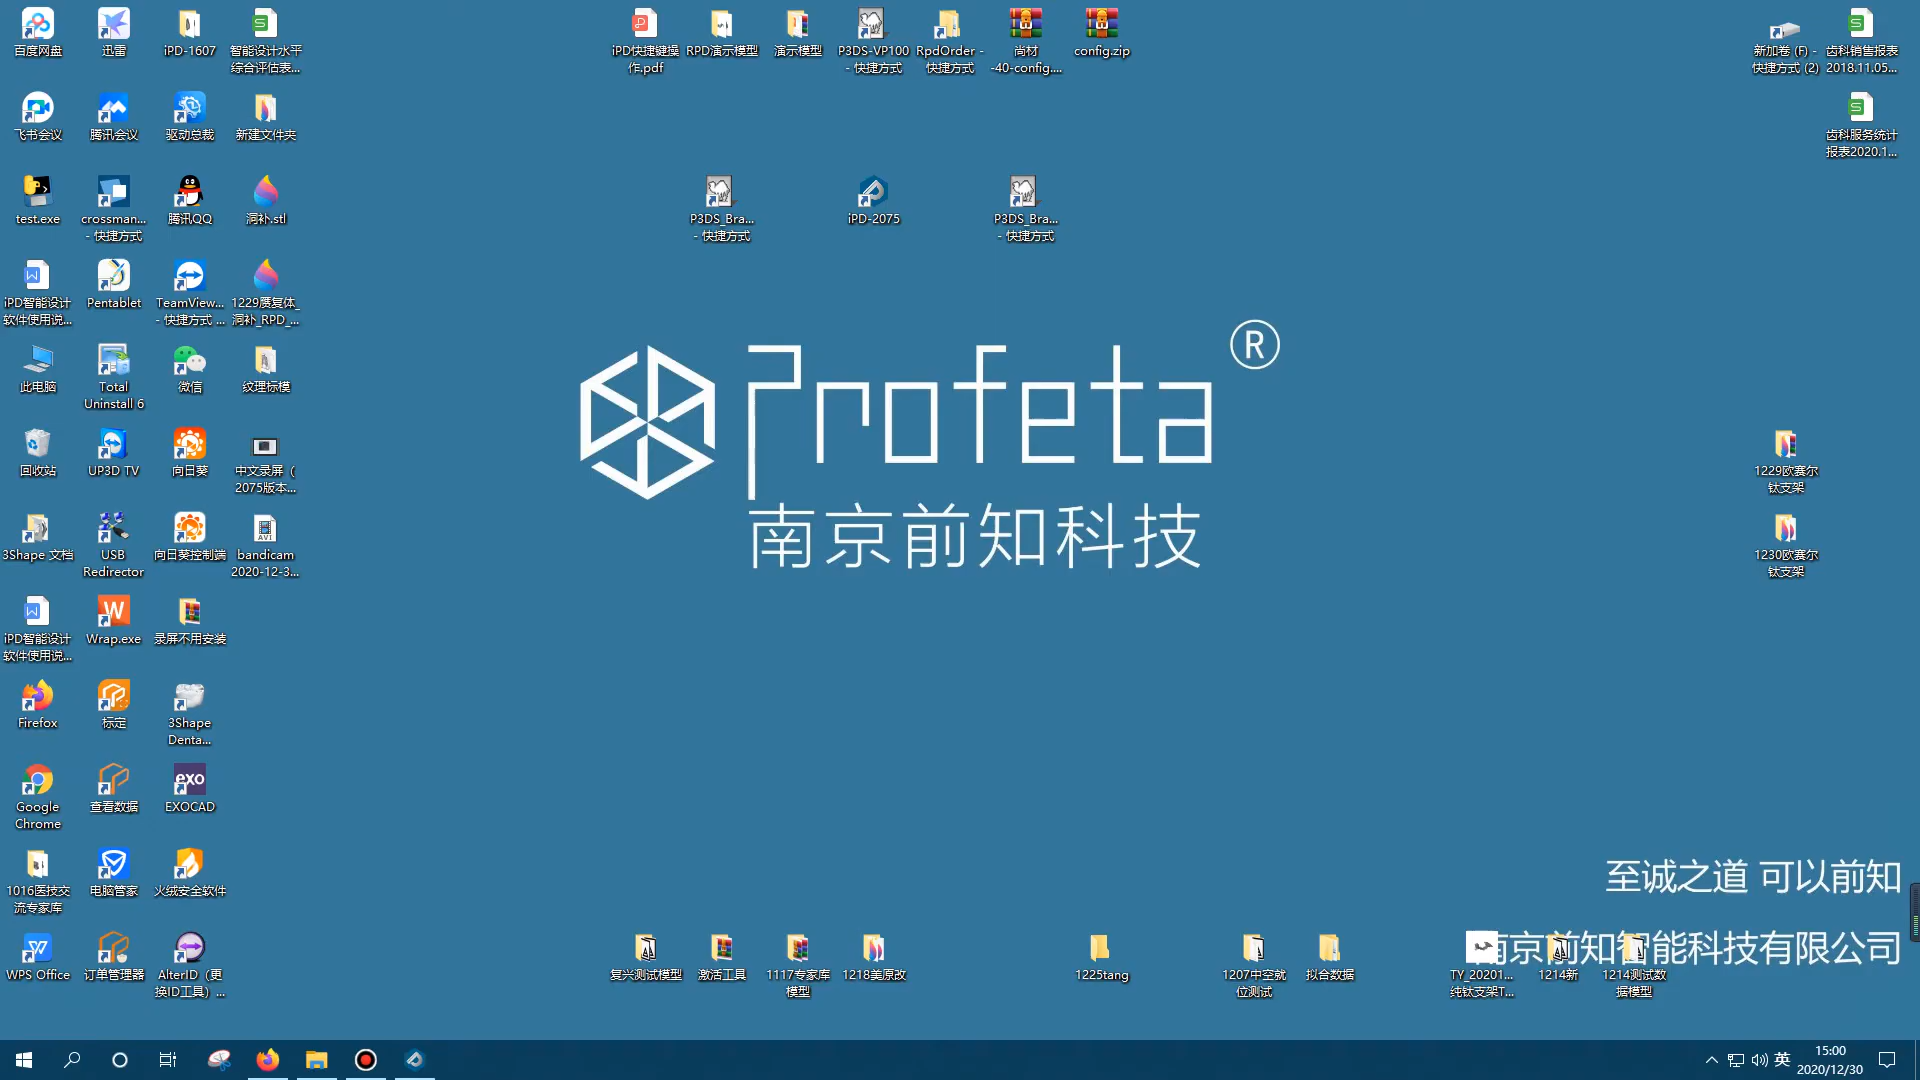 百度网盘
迅雷
iPD-1607
智能设计水平
综合评估表...
iPD快捷键操
作.pdf
RPD演示模型
演示模型
P3DS-VP100
- 快捷方式
RpdOrder -
快捷方式
尚材
-40-config....
config.zip
新加卷 (F) -
快捷方式 (2)
齿科销售报表
2018.11.05...
飞书会议
腾讯会议
驱动总裁
新建文件夹
齿科服务统计
报表2020.1...
test.exe
crossman...
- 快捷方式
腾讯QQ
洞补.stl
P3DS_Bra...
- 快捷方式
iPD-2075
P3DS_Bra...
- 快捷方式
iPD智能设计
软件使用说...
Pentablet
TeamView...
- 快捷方式 ...
1229赝复体_
洞补_RPD_...
此电脑
Total
Uninstall 6
微信
纹理标模
Profeta®
南京前知科技
回收站
UP3D TV
向日葵
中文录屏（
2075版本...
1229欧赛尔
钛支架
3Shape 文档
USB
Redirector
向日葵控制端
AVI
bandicam
2020-12-3...
1230欧赛尔
钛支架
iPD智能设计
软件使用说...
Wrap.exe
录屏不用安装
Firefox
标定
3Shape
Denta...
Google
Chrome
查看数据
exo
EXOCAD
1016医技交
流专家库
电脑管家
火绒安全软件
至诚之道 可以前知
南京前知智能科技有限公司
WPS Office
订单管理器
AlterID（更
换ID工具）...
复兴测试模型
激活工具
1117专家库
模型
1218美原改
1225tang
1207中空就
位测试
拟合数据
TY_20201...
纯钛支架T...
1214新
1214测试数
据模型
英
15:00
2020/12/30